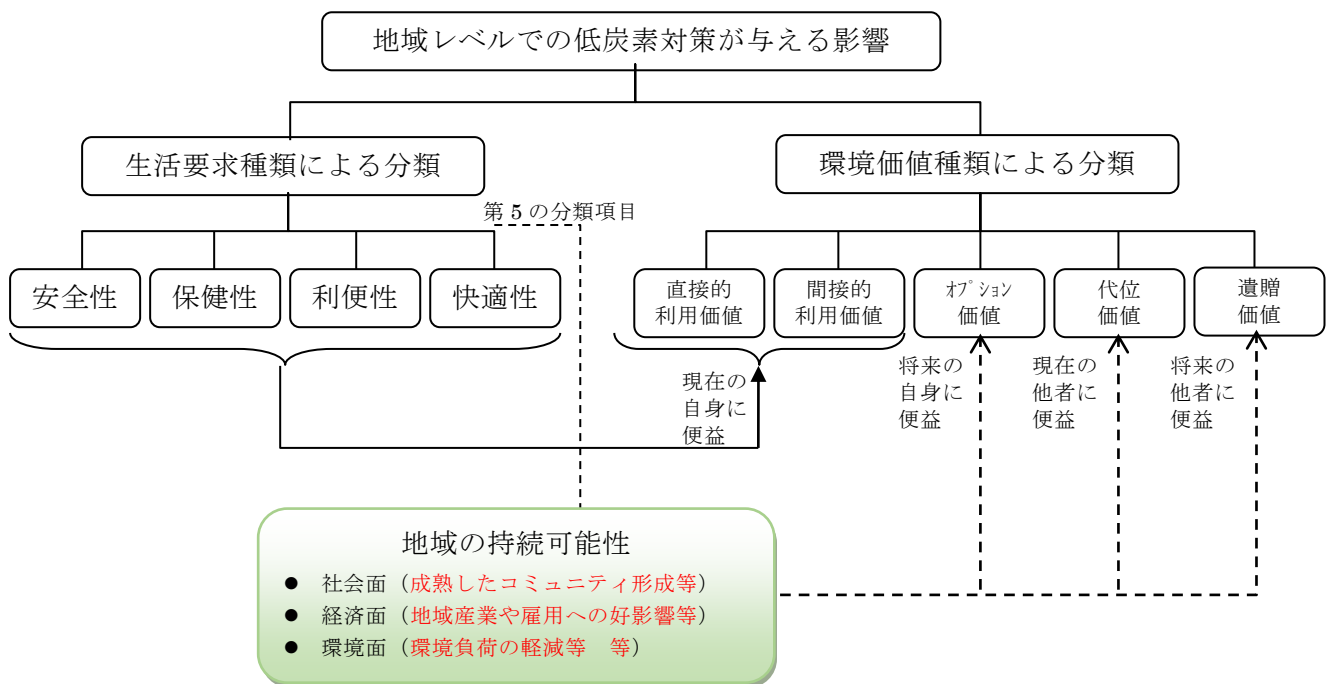 地域レベルでの低炭素対策が与える影響
生活要求種類による分類
環境価値種類による分類
第5の分類項目
安全性
保健性
利便性
快適性
直接的
利用価値
間接的
利用価値
ｵﾌﾟｼｮﾝ
価値
代位
価値
遺贈
価値
現在の
自身に
便益
将来の
自身に
便益
現在の
他者に
便益
将来の
他者に
便益
地域の持続可能性
● 社会面（成熟したコミュニティ形成等）
● 経済面（地域産業や雇用への好影響等）
● 環境面（環境負荷の軽減等　等）